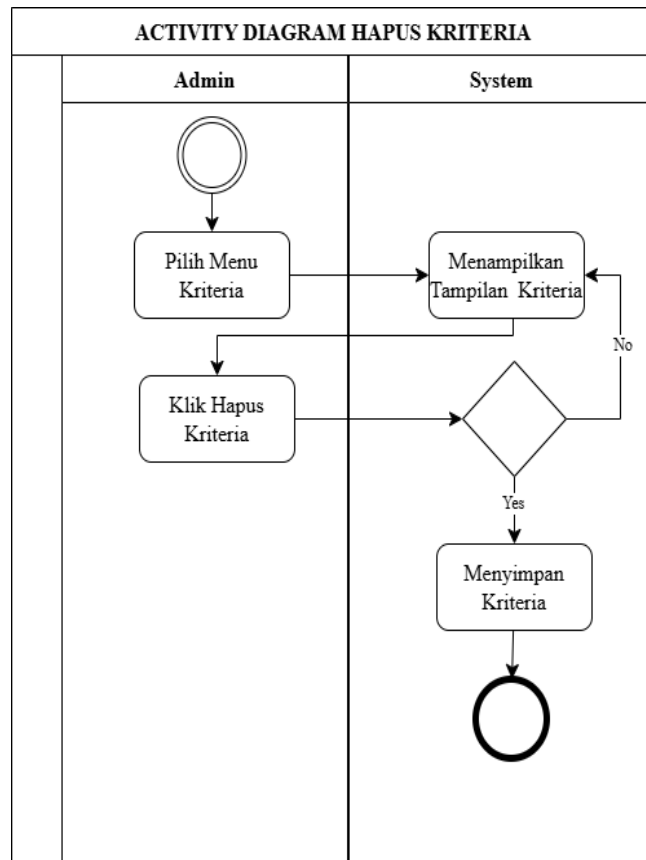 ACTIVITY DIAGRAM HAPUS KRITERIA
Admin
System
Pilih Menu
Kriteria
Menampilkan
Tampilan Kriteria
No
Klik Hapus
Kriteria
Yes
Menyimpan
Kriteria